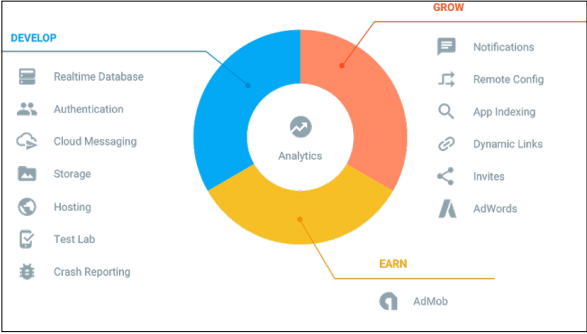 DEVELOP
Realtime Database
Authentication
Cloud Messaging
Storage
Hosting
Test Lab
Crash Reporting
Analytics
GROW
Notifications
Remote Config
App Indexing
Dynamic Links
Invites
AdWords
EARN
AdMob